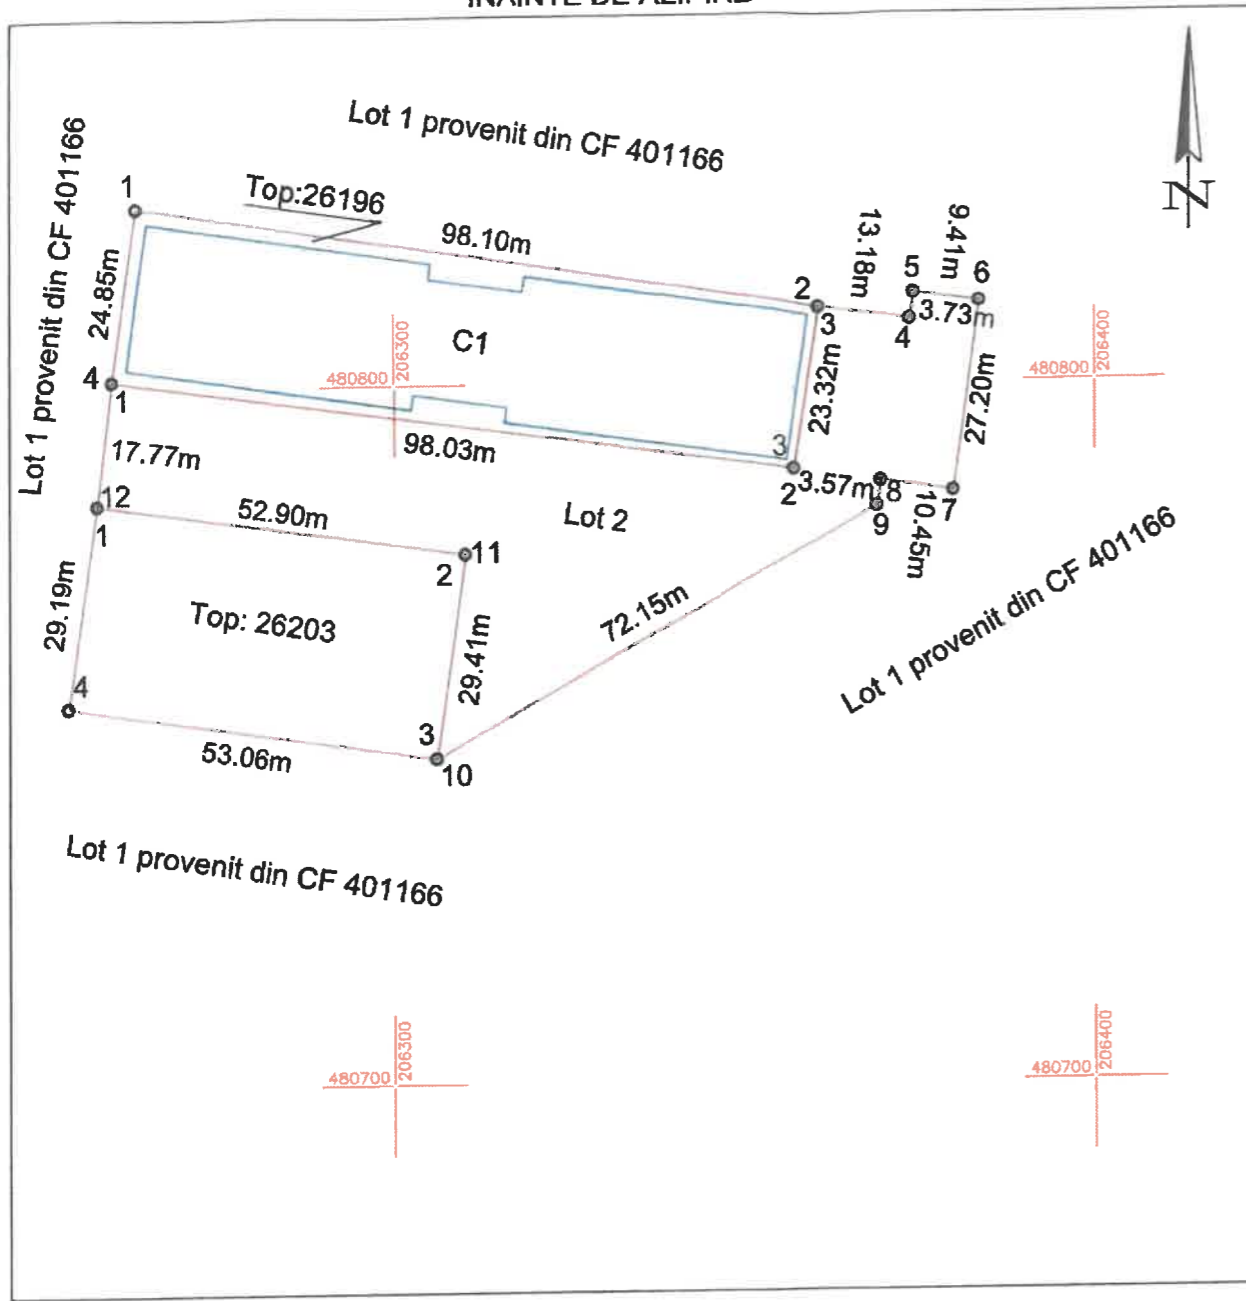 Lot 1 provenit din CF 401166
Lot 1 provenit din CF 401166
N
1
Top:26196
98.10m
24.85m
13.18m
9.41m
5
6
2
3
4
3.73m
C1
480800
206300
480800
206400
23.32m
27.20m
4
1
98.03m
3
2
3.57m
8
9
10.45m
7
17.77m
12
1
52.90m
Lot 2
11
2
29.19m
Top: 26203
29.41m
72.15m
Lot 1 provenit din CF 401166
4
53.06m
3
10
Lot 1 provenit din CF 401166
480700
206300
480700
206400